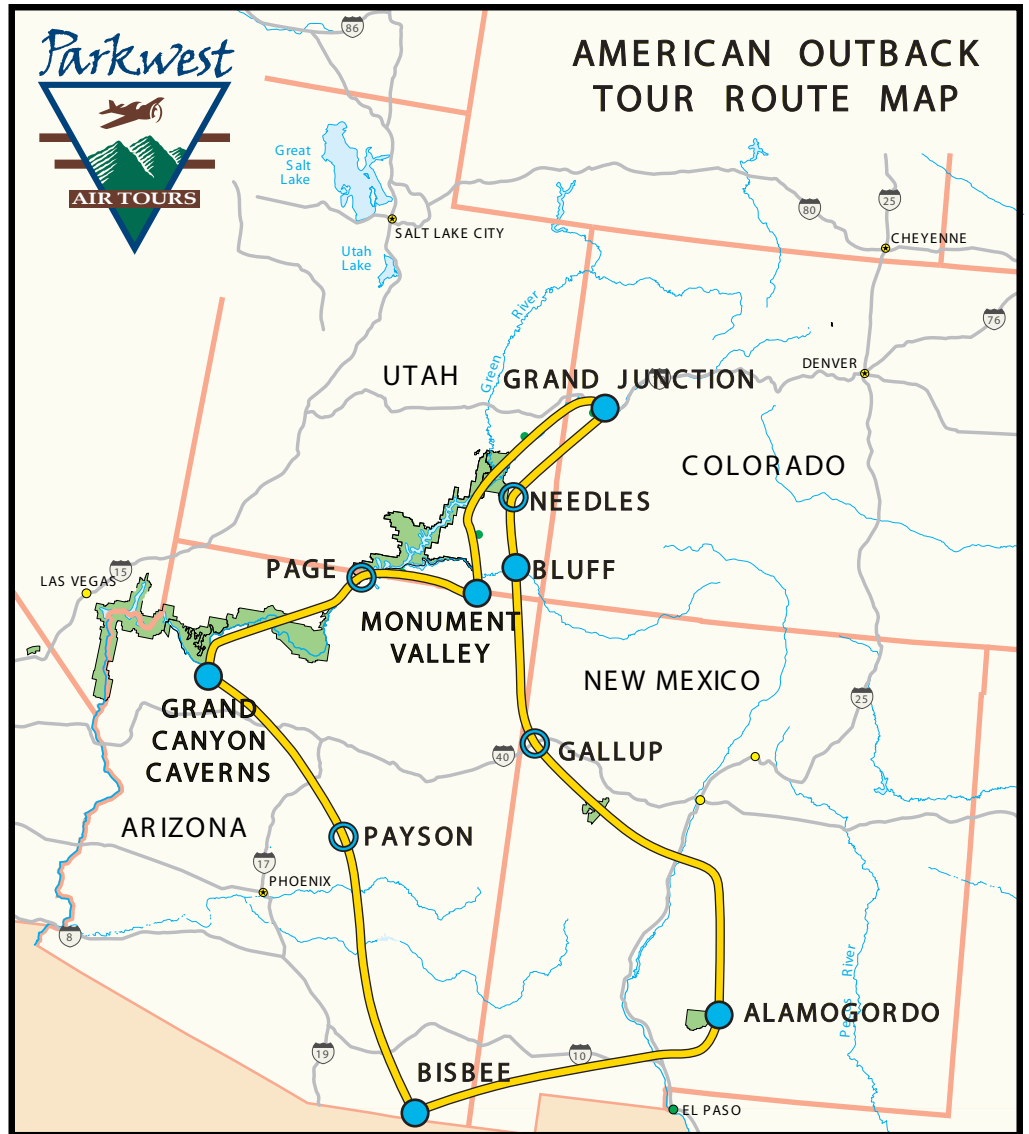 Parkwest
AIR TOURS
AMERICAN OUTBACK
TOUR ROUTE MAP
86
Great
Salt
Lake
SALT LAKE CITY
Utah
Lake
80
25
CHEYENNE
76
Green River
UTAH
GRAND JUNCTION
DENVER
COLORADO
NEEDLES
PAGE
BLUFF
15
LAS VEGAS
MONUMENT
VALLEY
NEW MEXICO
25
GRAND
CANYON
CAVERNS
40
GALLUP
ARIZONA
PAYSON
17
PHOENIX
8
Pecos River
ALAMOGORDO
19
10
BISBEE
EL PASO